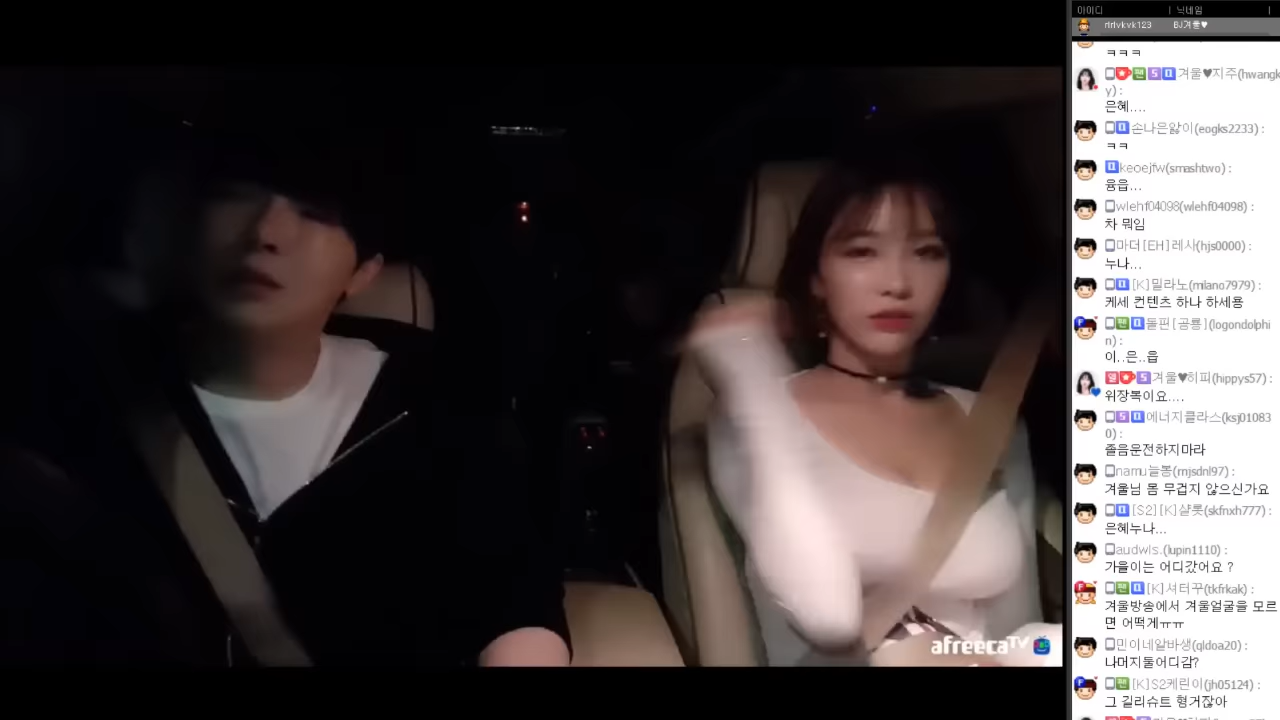 아이디 | 닉네임 |
rlrlvkvk123 BJ겨울♥
ㅋㅋㅋ
팬 S 겨울♥지주(hwangk
y) :
은혜....
손나은앓이(eogks2233) :
ㅋㅋ
keoejfw(smashtwo) :
융융...
wlehf04098(wlehf04098) :
차 뭐임
마더[EH]레사(hjs0000) :
누나...
[K]밀라노(milano7979) :
케세 컨텐츠 하나 하세용
팬 돌핀[공룡](logondolphi
n) :
이..은..읍
열 S 겨울♥히피(hippys57) :
위장복이요....
S 에너지클라스(ksj01083
0) :
졸음운전하지마라
namu늘봉(mjsdnl97) :
겨울님 몸 무겁지 않으신가요
[S2][K]샬롯(skfnxh777) :
은혜누나...
audwls.(lupin1110) :
가을이는 어디갔어요 ?
팬 [K]셔터꾸(tkfrkak) :
겨울방송에서 겨울얼굴을 모르
면 어떡게ㅠㅠ
민이네알바생(qldoa20) :
나머지둘어디감?
팬 [K]S2케린이(jh05124) :
그 길리슈트 형거잖아
afreecaTV